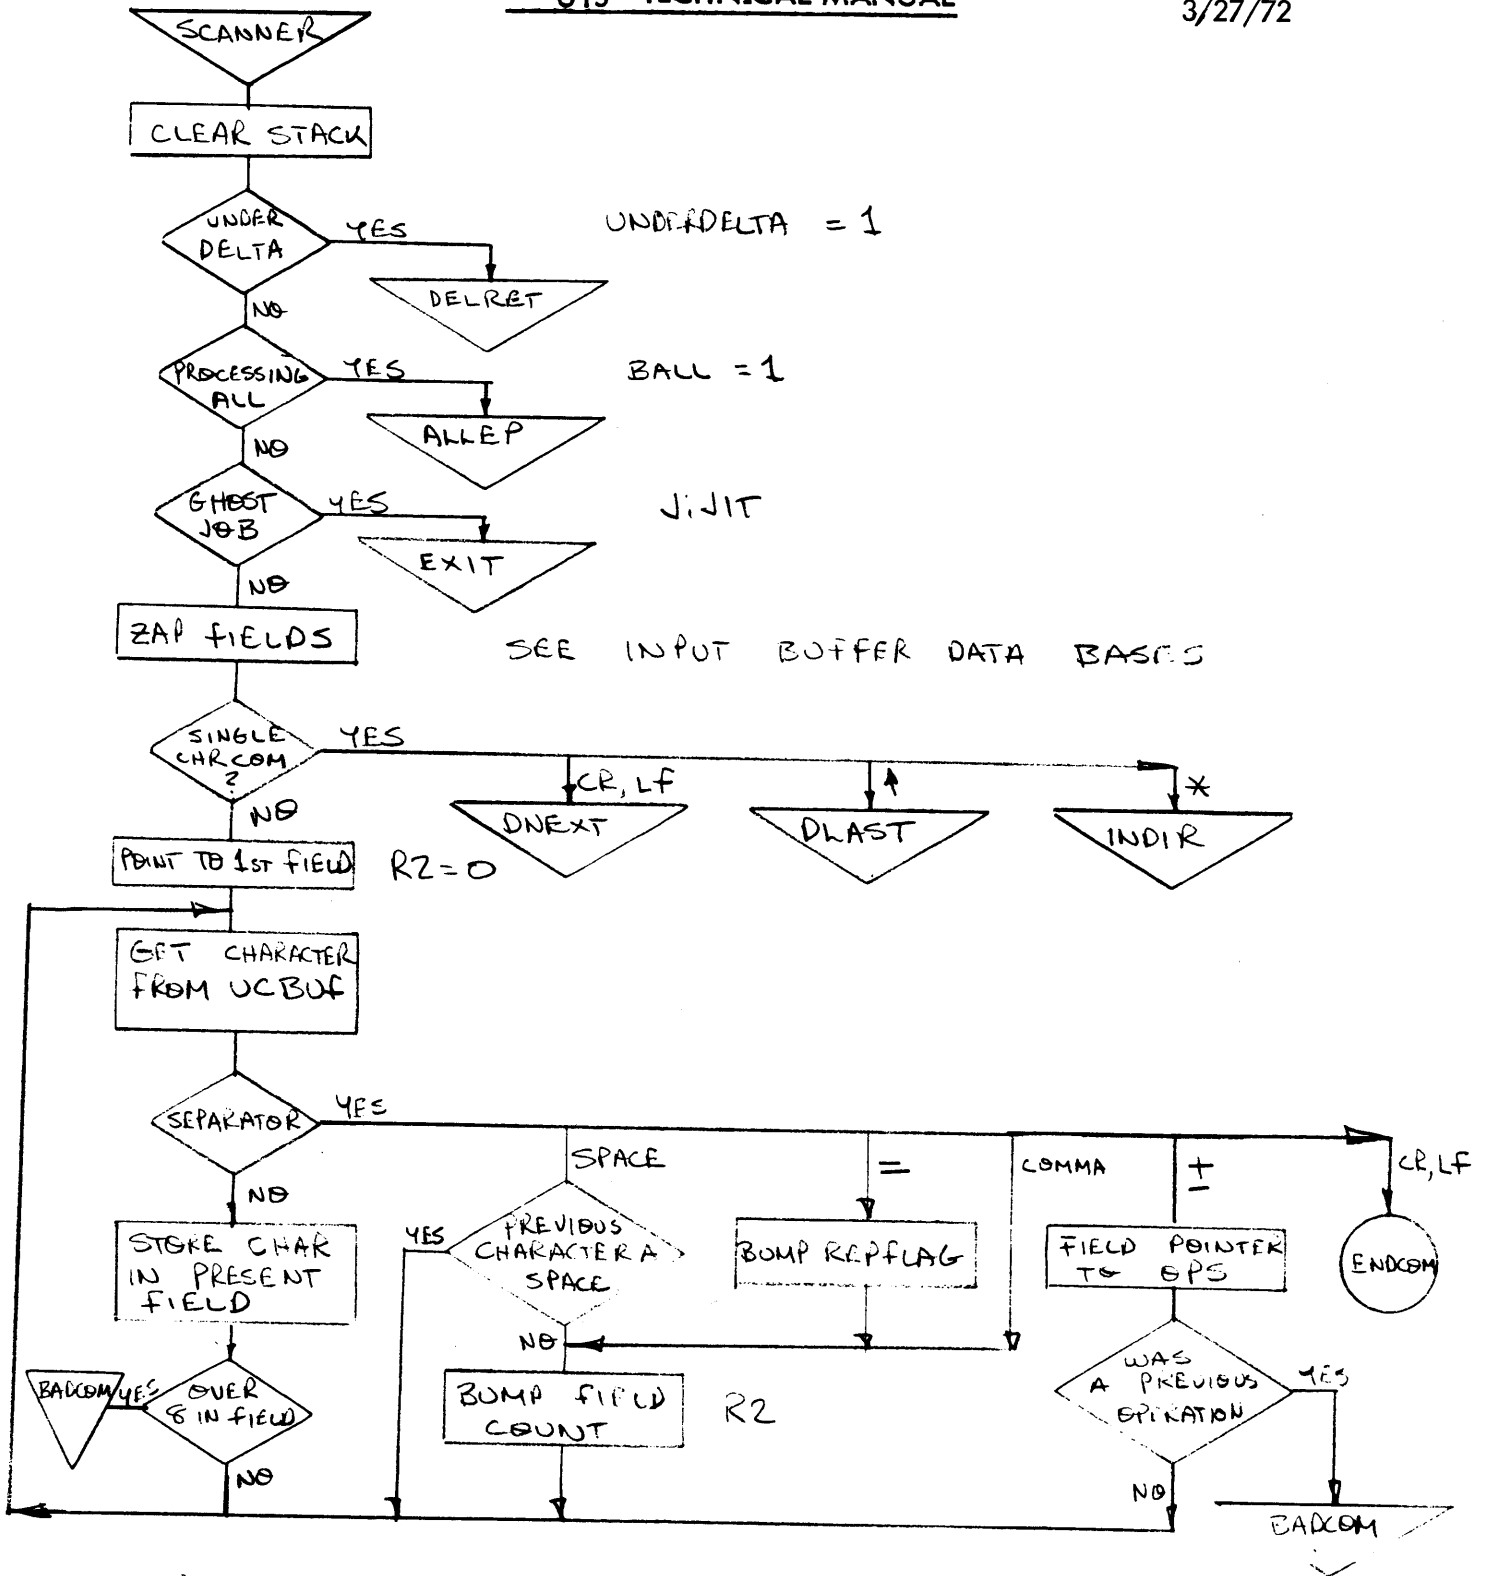 UTS TECHNICAL MANUAL
3/27/72
SCANNER
CLEAR STACK
UNDER
DELTA
YES
UNDERDELTA = 1
DELRET
NO
PROCESSING
ALL
YES
BALL = 1
ALLEP
NO
GHOST
JOB
YES
J:JIT
EXIT
NO
ZAP FIELDS
SEE INPUT BUFFER DATA BASES
SINGLE
CHR COM
?
YES
CR, LF
↑
*
DNEXT
DLAST
INDIR
NO
POINT TO 1ST FIELD
R2=0
GET CHARACTER
FROM UCBUF
SEPARATOR
YES
SPACE
=
COMMA
±
CR, LF
NO
STORE CHAR
IN PRESENT
FIELD
YES
PREVIOUS
CHARACTER A
SPACE
BUMP REPFLAG
FIELD POINTER
TO OPS
ENDCOM
NO
BADCOM
YES
OVER
8 IN FIELD
BUMP FIELD
COUNT
R2
WAS
A PREVIOUS
OPERATION
YES
NO
NO
BADCOM